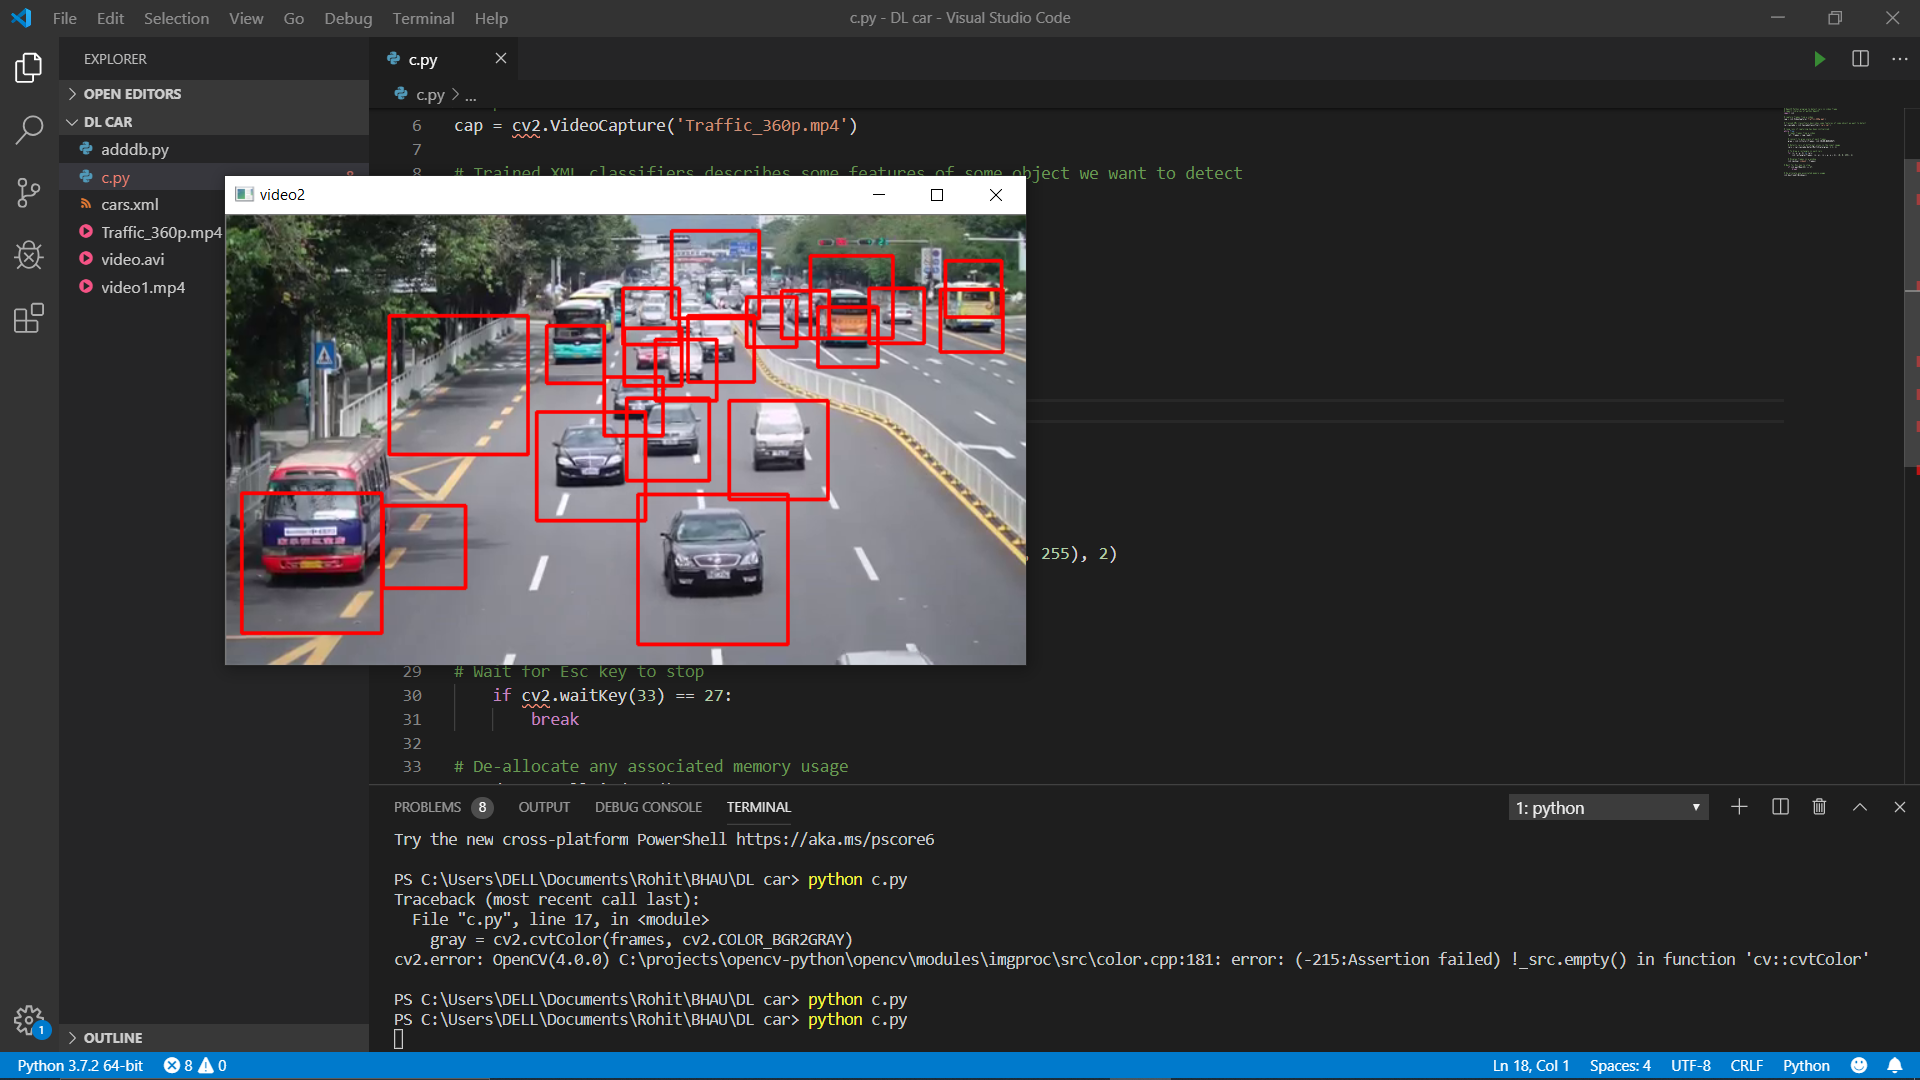 File Edit Selection View Go Debug Terminal Help
c.py - DL car - Visual Studio Code
EXPLORER
OPEN EDITORS
DL CAR
adddb.py
c.py 8
cars.xml
Traffic_360p.mp4
video.avi
video1.mp4
OUTLINE
c.py
c.py > ...
6 cap = cv2.VideoCapture('Traffic_360p.mp4')
7
8 # Trained XML classifiers describes some features of some object we want to detect
video2
255), 2)
29 # Wait for Esc key to stop
30 if cv2.waitKey(33) == 27:
31 break
32
33 # De-allocate any associated memory usage
PROBLEMS 8 OUTPUT DEBUG CONSOLE TERMINAL
1: python
Try the new cross-platform PowerShell https://aka.ms/pscore6
PS C:\Users\DELL\Documents\Rohit\BHAU\DL car> python c.py
Traceback (most recent call last):
File "c.py", line 17, in <module>
gray = cv2.cvtColor(frames, cv2.COLOR_BGR2GRAY)
cv2.error: OpenCV(4.0.0) C:\projects\opencv-python\opencv\modules\imgproc\src\color.cpp:181: error: (-215:Assertion failed) !_src.empty() in function 'cv::cvtColor'
PS C:\Users\DELL\Documents\Rohit\BHAU\DL car> python c.py
PS C:\Users\DELL\Documents\Rohit\BHAU\DL car> python c.py
1
Python 3.7.2 64-bit 8 0
Ln 18, Col 1 Spaces: 4 UTF-8 CRLF Python